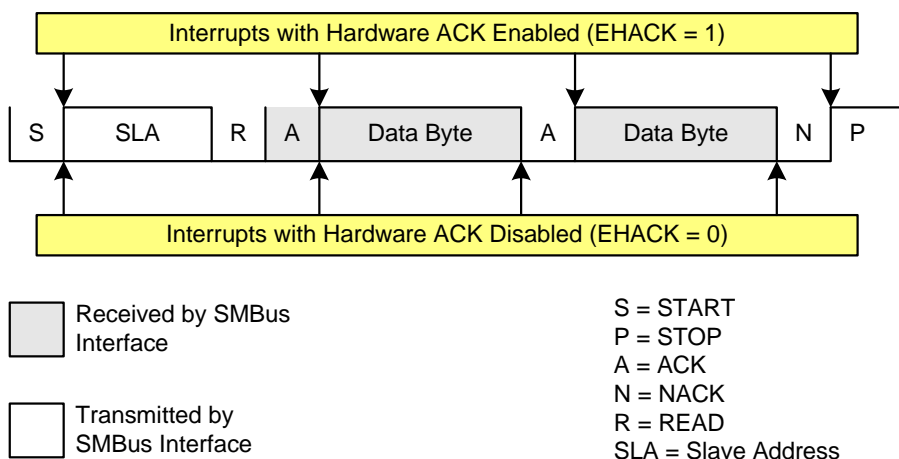 Interrupts with Hardware ACK Enabled (EHACK = 1)
S SLA R A Data Byte A Data Byte N P
Interrupts with Hardware ACK Disabled (EHACK = 0)
Received by SMBus
Interface
Transmitted by
SMBus Interface
S = START
P = STOP
A = ACK
N = NACK
R = READ
SLA = Slave Address